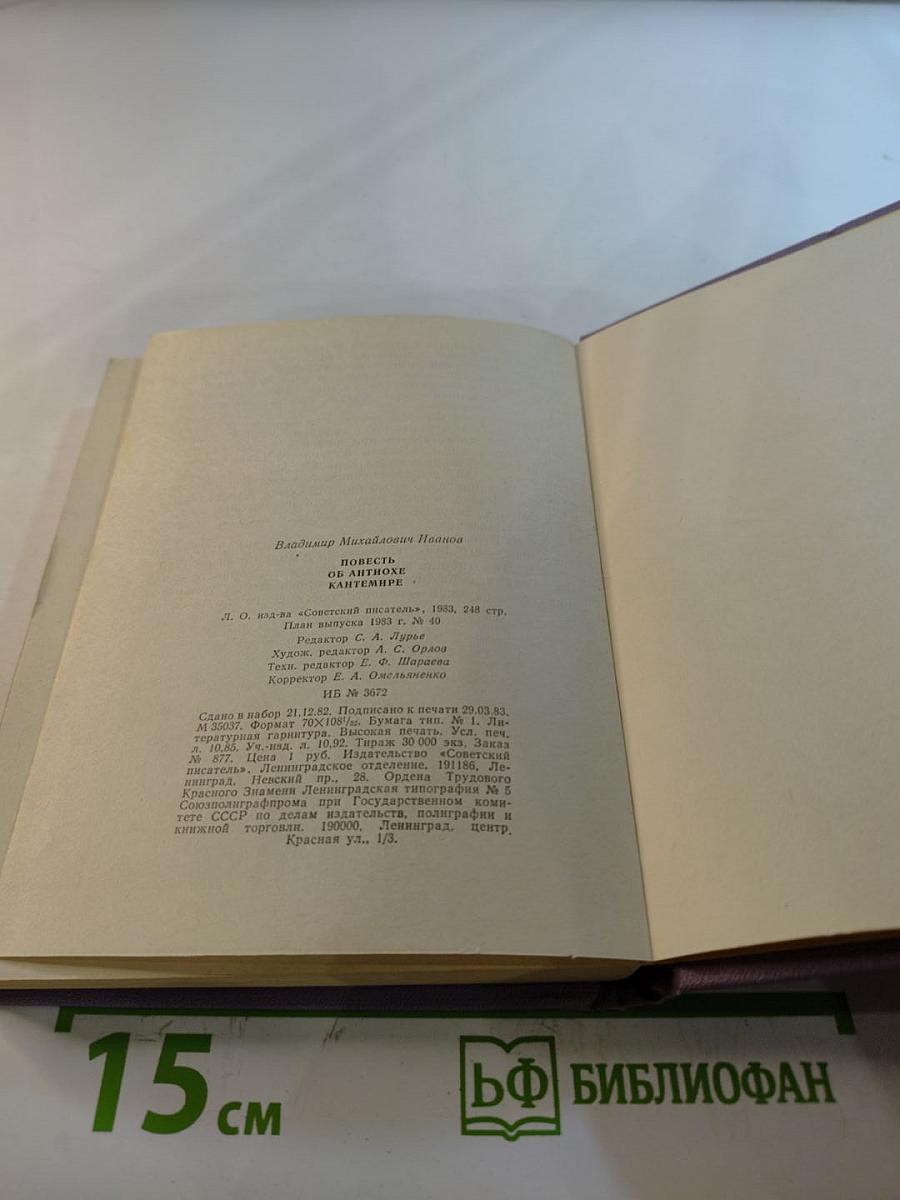 Владимир Михайлович Иванов
ПОВЕСТЬ
ОБ АНТИОХЕ
КАНТЕМИРЕ
Л. О. изд-ва «Советский писатель», 1983, 248 стр.
План выпуска 1983 г. № 40
Редактор С. А. Лурье
Худож. редактор А. С. Орлов
Техн. редактор Е. Ф. Шараева
Корректор Е. А. Омельяненко
ИБ № 3672
Сдано в набор 21.12.82. Подписано к печати 29.03.83.
М 35037. Формат 70×108¹/₃₂. Бумага тип. № 1. Ли-
тературная гарнитура. Высокая печать. Усл. печ.
л. 10,85. Уч.-изд. л. 10,92. Тираж 30 000 экз. Заказ
№ 877. Цена 1 руб. Издательство «Советский
писатель». Ленинградское отделение. 191186, Ле-
нинград, Невский пр., 28. Ордена Трудового
Красного Знамени Ленинградская типография № 5
Союзполиграфпрома при Государственном коми-
тете СССР по делам издательств, полиграфии и
книжной торговли. 190000, Ленинград, центр,
Красная ул., 1/3.
15 см
ЬФ БИБЛИОФАН